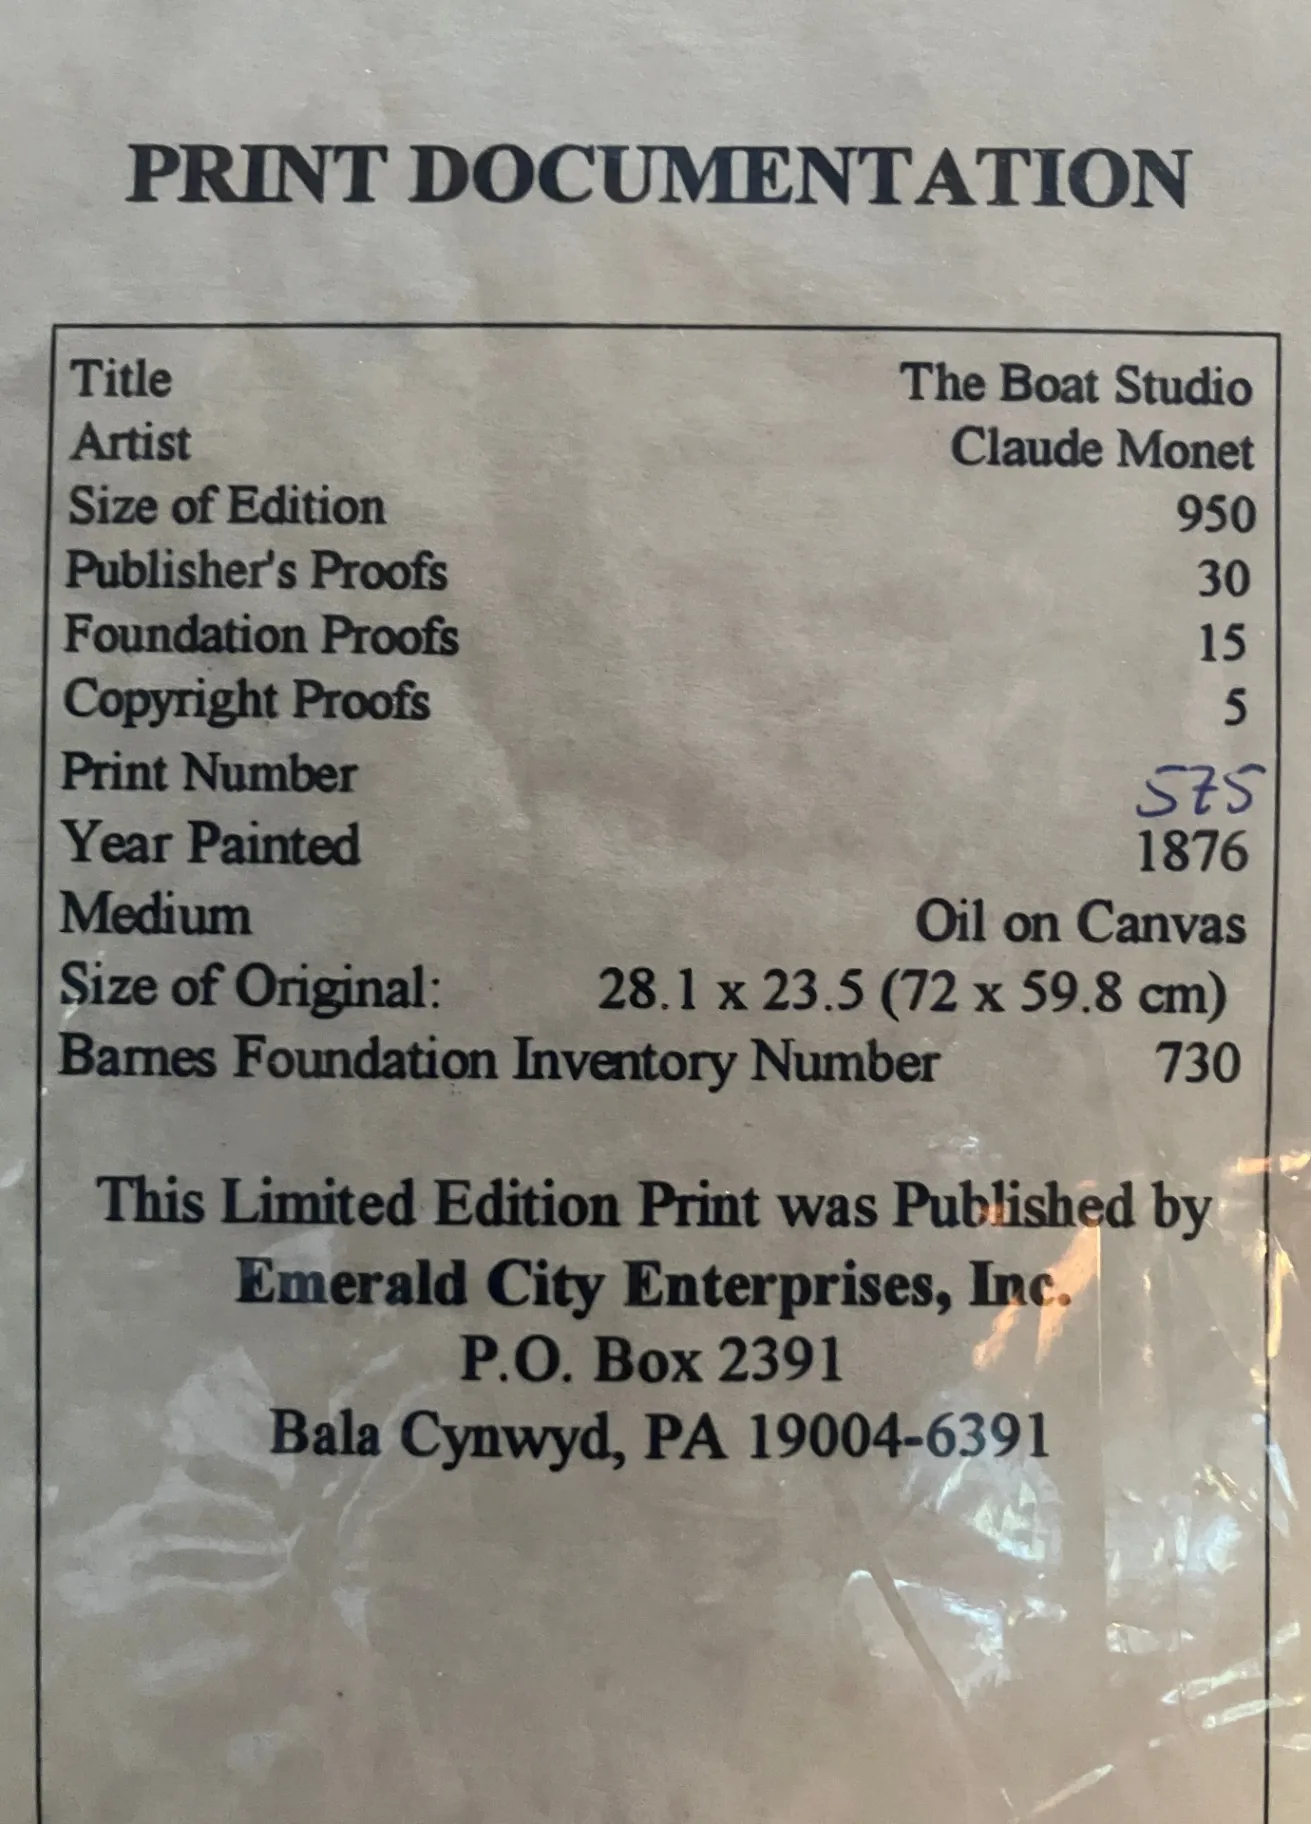 PRINT DOCUMENTATION
Title The Boat Studio
Artist Claude Monet
Size of Edition 950
Publisher's Proofs 30
Foundation Proofs 15
Copyright Proofs 5
Print Number 575
Year Painted 1876
Medium Oil on Canvas
Size of Original: 28.1 x 23.5 (72 x 59.8 cm)
Barnes Foundation Inventory Number 730
This Limited Edition Print was Published by
Emerald City Enterprises, Inc.
P.O. Box 2391
Bala Cynwyd, PA 19004-6391